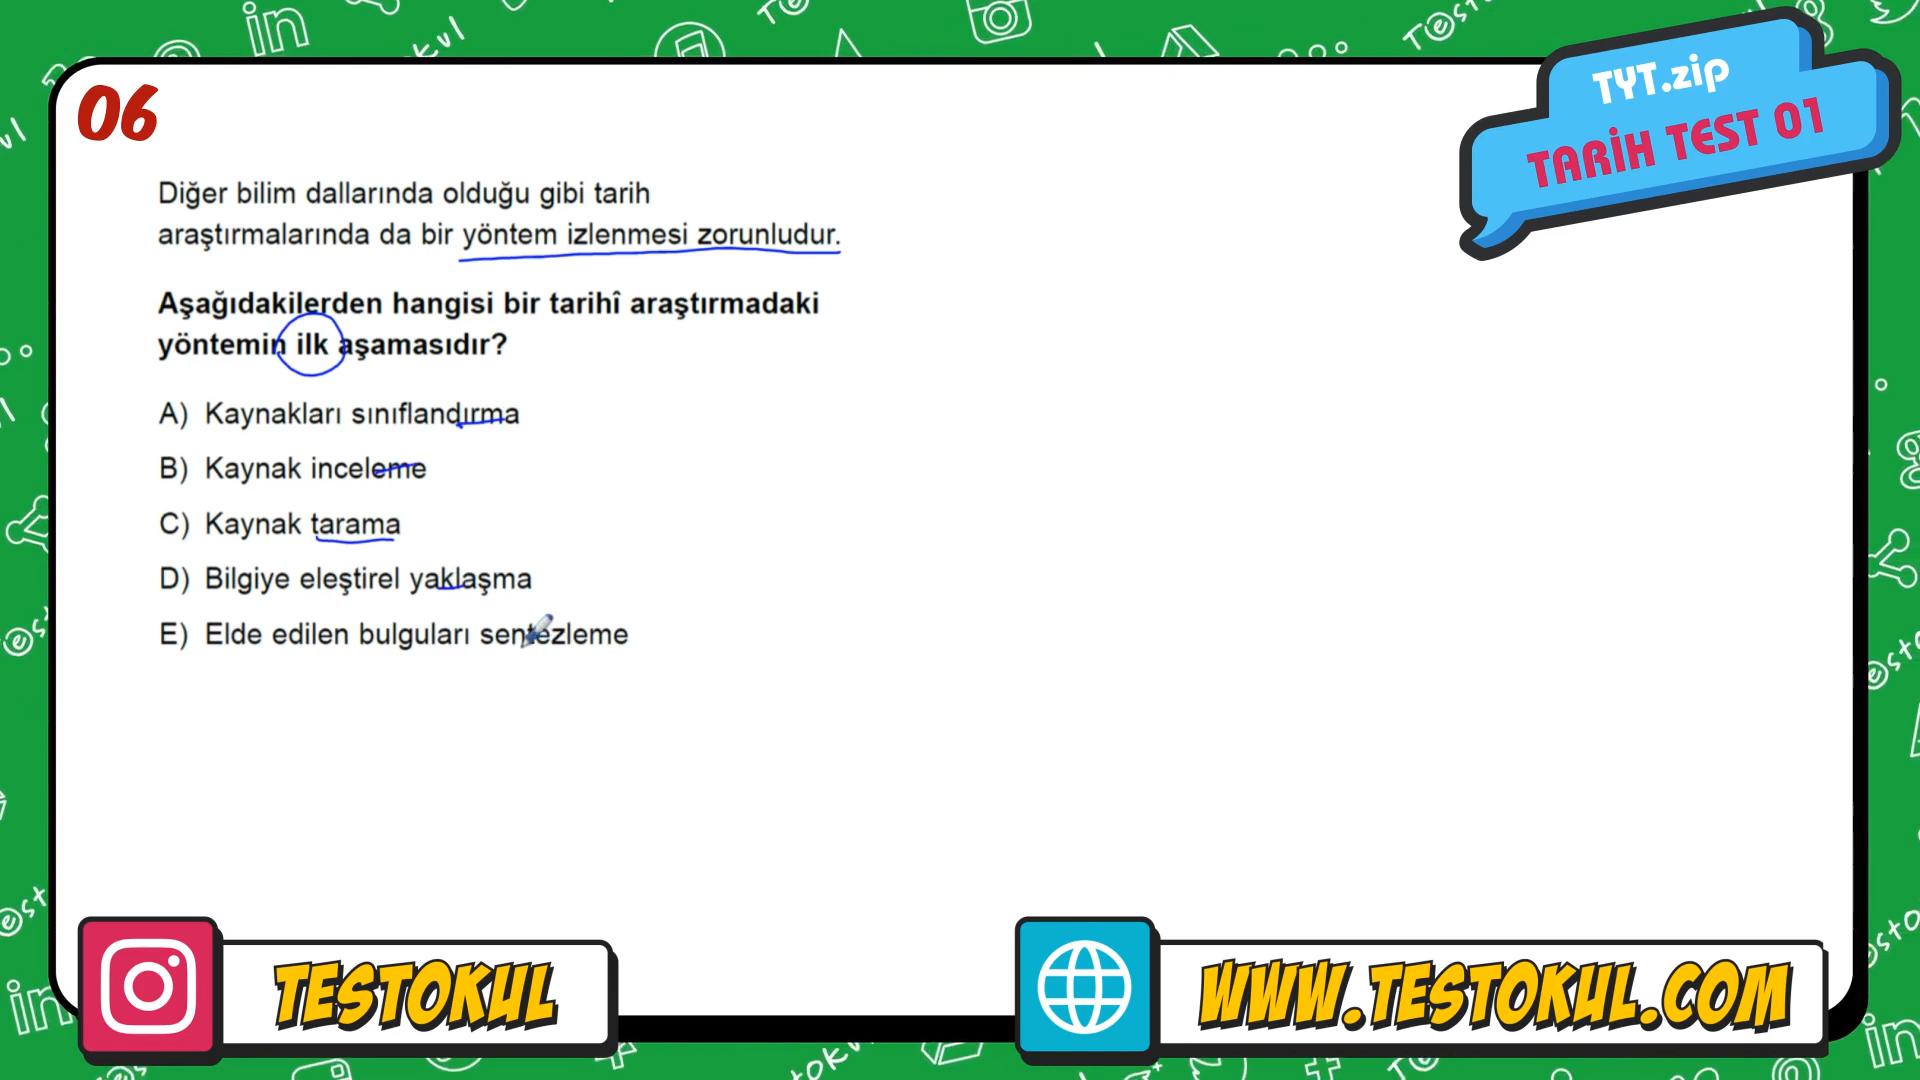 06
TYT.zip
TARİH TEST 01
Diğer bilim dallarında olduğu gibi tarih
araştırmalarında da bir yöntem izlenmesi zorunludur.
Aşağıdakilerden hangisi bir tarihî araştırmadaki
yöntemin ilk aşamasıdır?
A) Kaynakları sınıflandırma
B) Kaynak inceleme
C) Kaynak tarama
D) Bilgiye eleştirel yaklaşma
E) Elde edilen bulguları sentezleme
TESTOKUL
WWW.TESTOKUL.COM